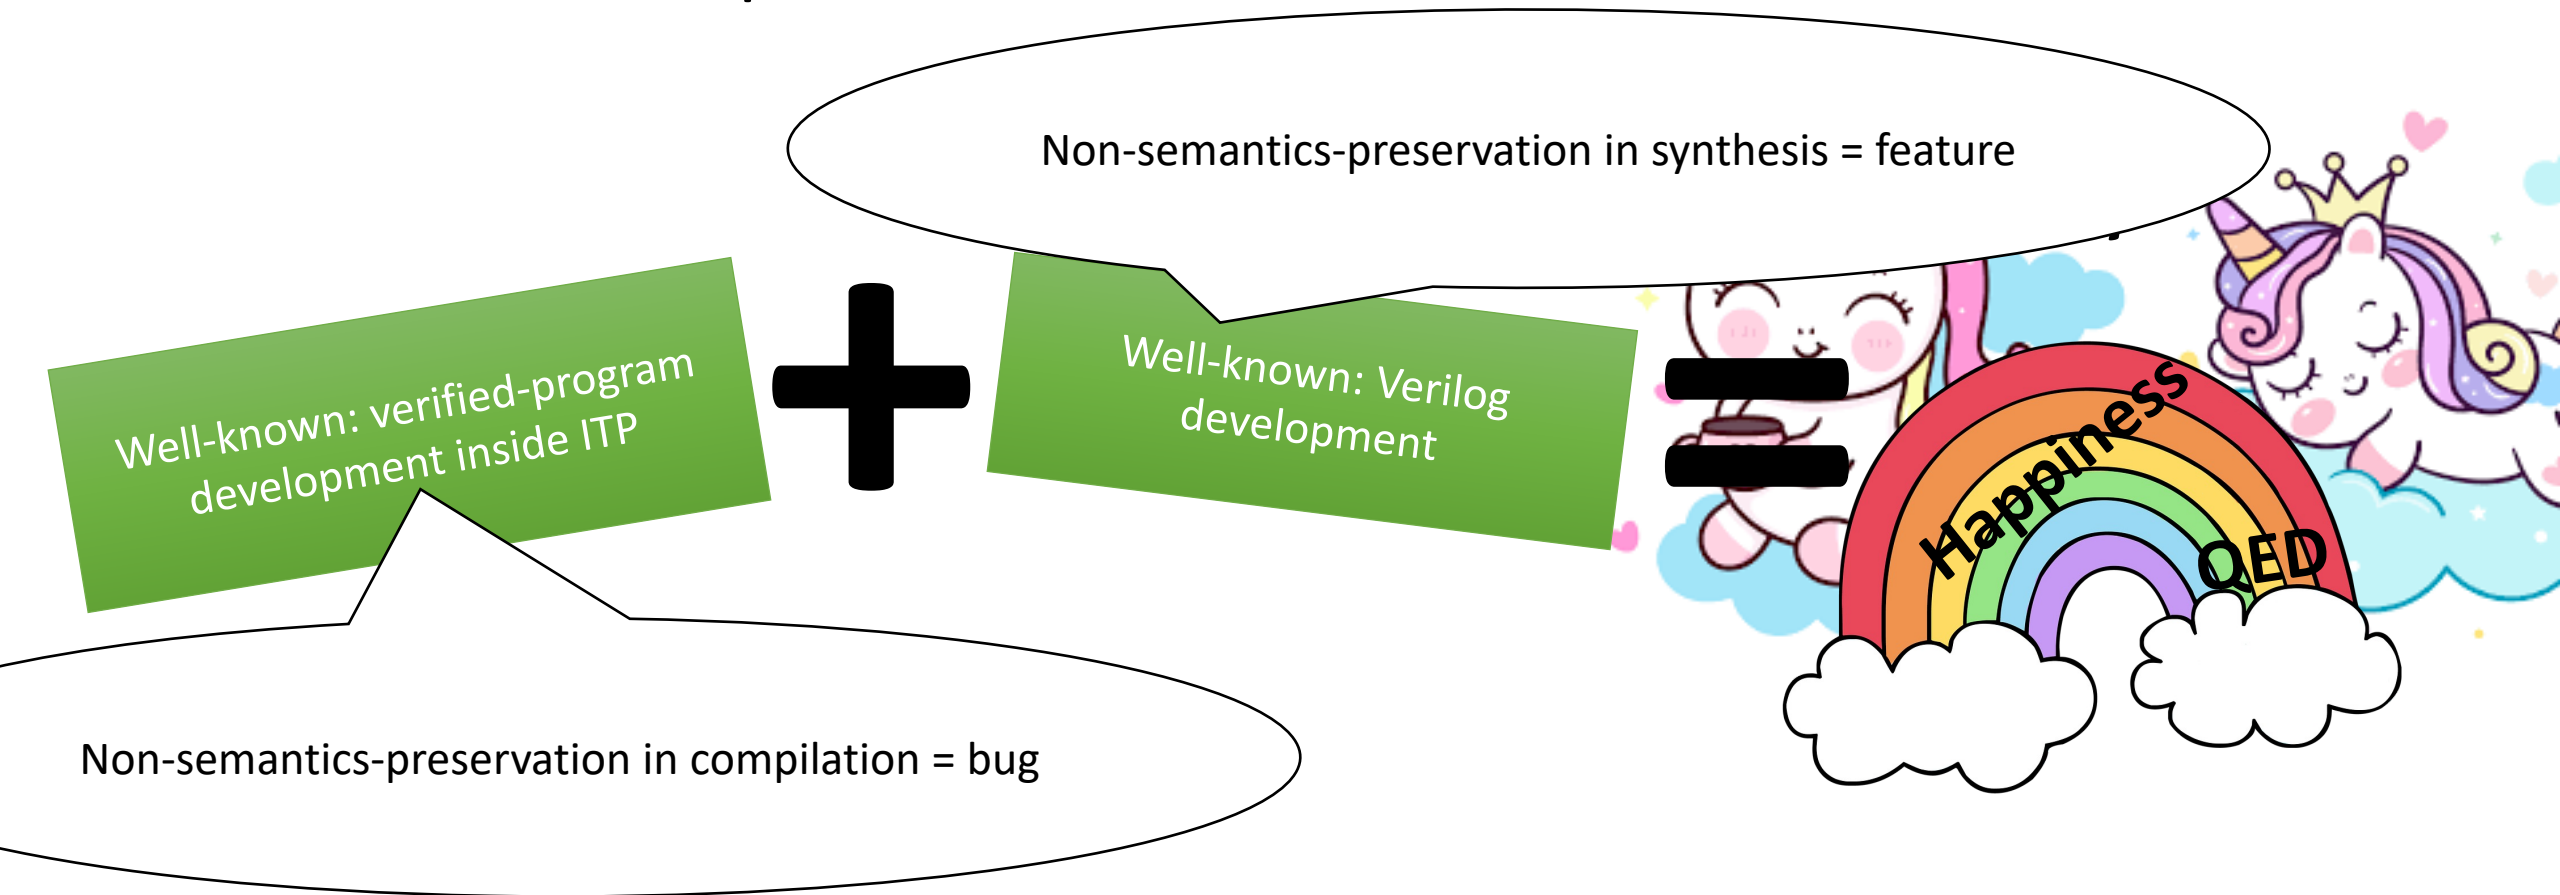 Non-semantics-preservation in synthesis = feature
Well-known: verified-program
development inside ITP
+
Well-known: Verilog
development
=
Happiness
QED
Non-semantics-preservation in compilation = bug